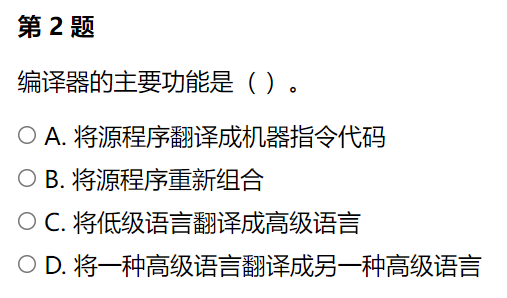 第 2 题
编译器的主要功能是（ ）。
A. 将源程序翻译成机器指令代码
B. 将源程序重新组合
C. 将低级语言翻译成高级语言
D. 将一种高级语言翻译成另一种高级语言